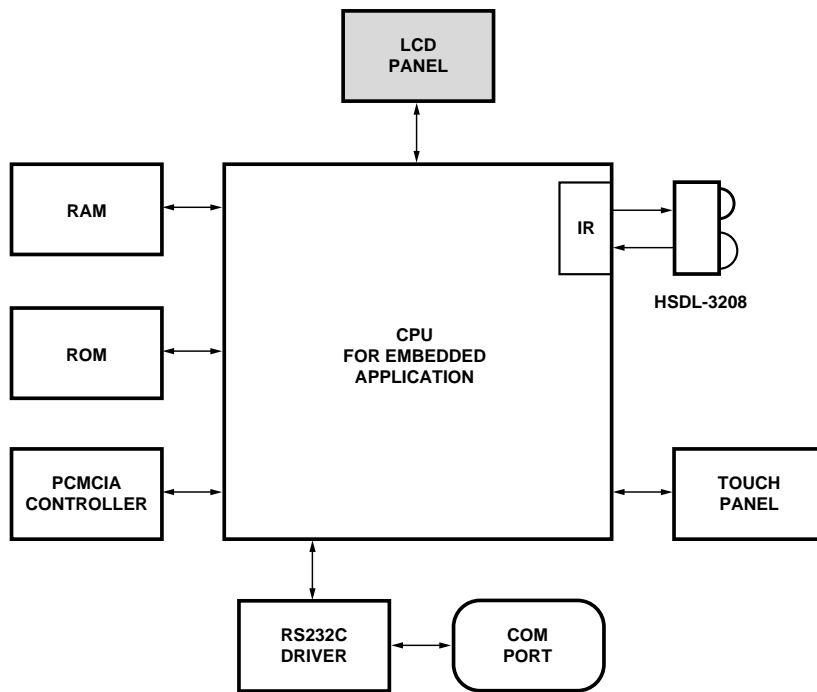 LCD
PANEL
RAM
IR
HSDL-3208
ROM
CPU
FOR EMBEDDED
APPLICATION
PCMCIA
CONTROLLER
TOUCH
PANEL
RS232C
DRIVER
COM
PORT